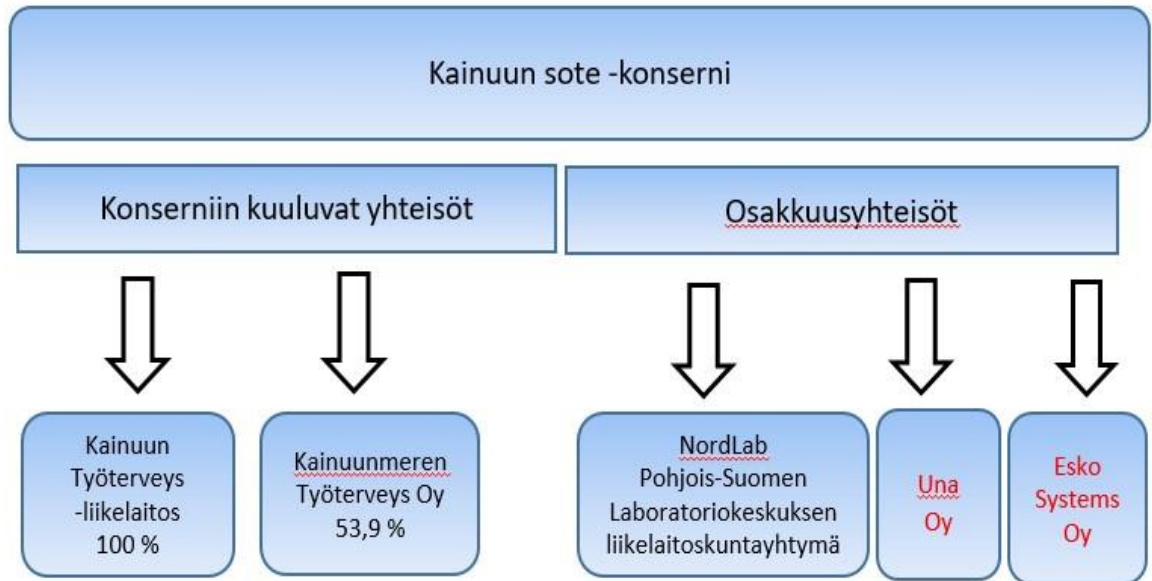 Kainuun sote -konserni
Konserniin kuuluvat yhteisöt
Osakkuusyhteisöt
Kainuun
Työterveys
-liikelaitos
100 %
Kainuunmeren
Työterveys Oy
53,9 %
NordLab
Pohjois-Suomen
Laboratoriokeskuksen
liikelaitoskuntayhtymä
Una
Oy
Esko
Systems
Oy